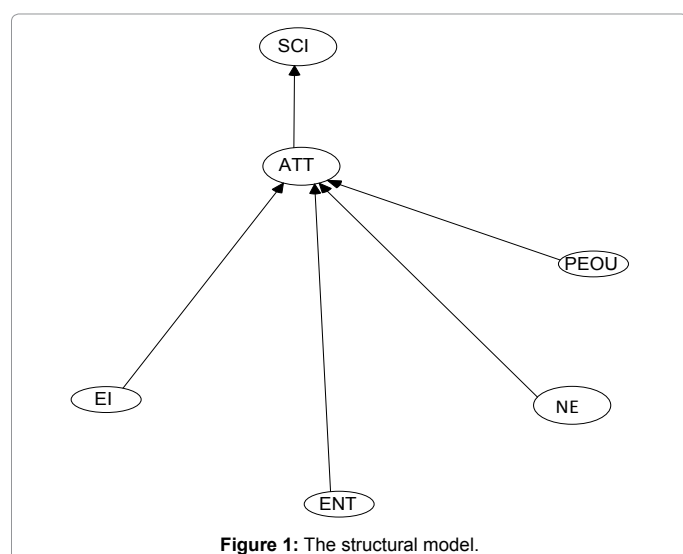 SCI
ATT
PEOU
EI
NE
ENT
Figure 1: The structural model.